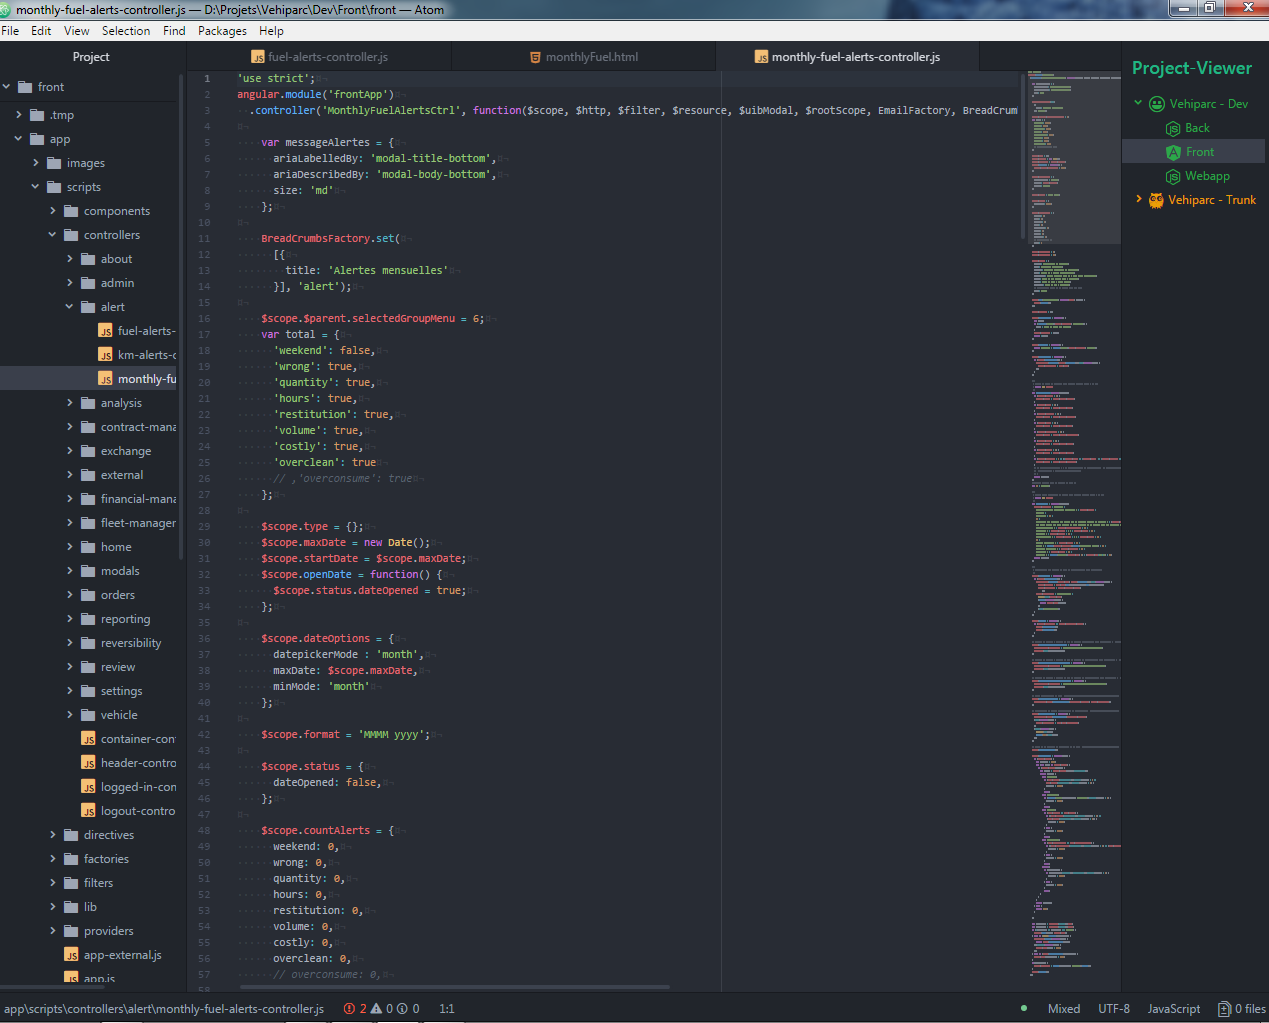 monthly-fuel-alerts-controller.js — D:\Projets\Vehiparc\Dev\Front\front — Atom
File Edit View Selection Find Packages Help
Project
fuel-alerts-controller.js
monthlyFuel.html
monthly-fuel-alerts-controller.js
front
.tmp
app
images
scripts
components
controllers
about
admin
alert
fuel-alerts-
km-alerts-c
monthly-fu
analysis
contract-mana
exchange
external
financial-mana
fleet-manager
home
modals
orders
reporting
reversibility
review
settings
vehicle
container-con
header-contro
logged-in-con
logout-contro
directives
factories
filters
lib
providers
app-external.js
app.js
1 'use strict';
2 angular.module('frontApp')
3 .controller('MonthlyFuelAlertsCtrl', function($scope, $http, $filter, $resource, $uibModal, $rootScope, EmailFactory, BreadCrum
4
5 var messageAlertes = {
6 ariaLabelledBy: 'modal-title-bottom',
7 ariaDescribedBy: 'modal-body-bottom',
8 size: 'md'
9 };
10
11 BreadCrumbsFactory.set(
12 [{
13 title: 'Alertes mensuelles'
14 }], 'alert');
15
16 $scope.$parent.selectedGroupMenu = 6;
17 var total = {
18 'weekend': false,
19 'wrong': true,
20 'quantity': true,
21 'hours': true,
22 'restitution': true,
23 'volume': true,
24 'costly': true,
25 'overclean': true
26 // ,'overconsume': true
27 };
28
29 $scope.type = {};
30 $scope.maxDate = new Date();
31 $scope.startDate = $scope.maxDate;
32 $scope.openDate = function() {
33 $scope.status.dateOpened = true;
34 };
35
36 $scope.dateOptions = {
37 datepickerMode : 'month',
38 maxDate: $scope.maxDate,
39 minMode: 'month'
40 };
41
42 $scope.format = 'MMMM yyyy';
43
44 $scope.status = {
45 dateOpened: false,
46 };
47
48 $scope.countAlerts = {
49 weekend: 0,
50 wrong: 0,
51 quantity: 0,
52 hours: 0,
53 restitution: 0,
54 volume: 0,
55 costly: 0,
56 overclean: 0,
57 // overconsume: 0,
58
Project-Viewer
Vehiparc - Dev
Back
Front
Webapp
Vehiparc - Trunk
app\scripts\controllers\alert\monthly-fuel-alerts-controller.js 2 0 0 1:1 Mixed UTF-8 JavaScript 0 files